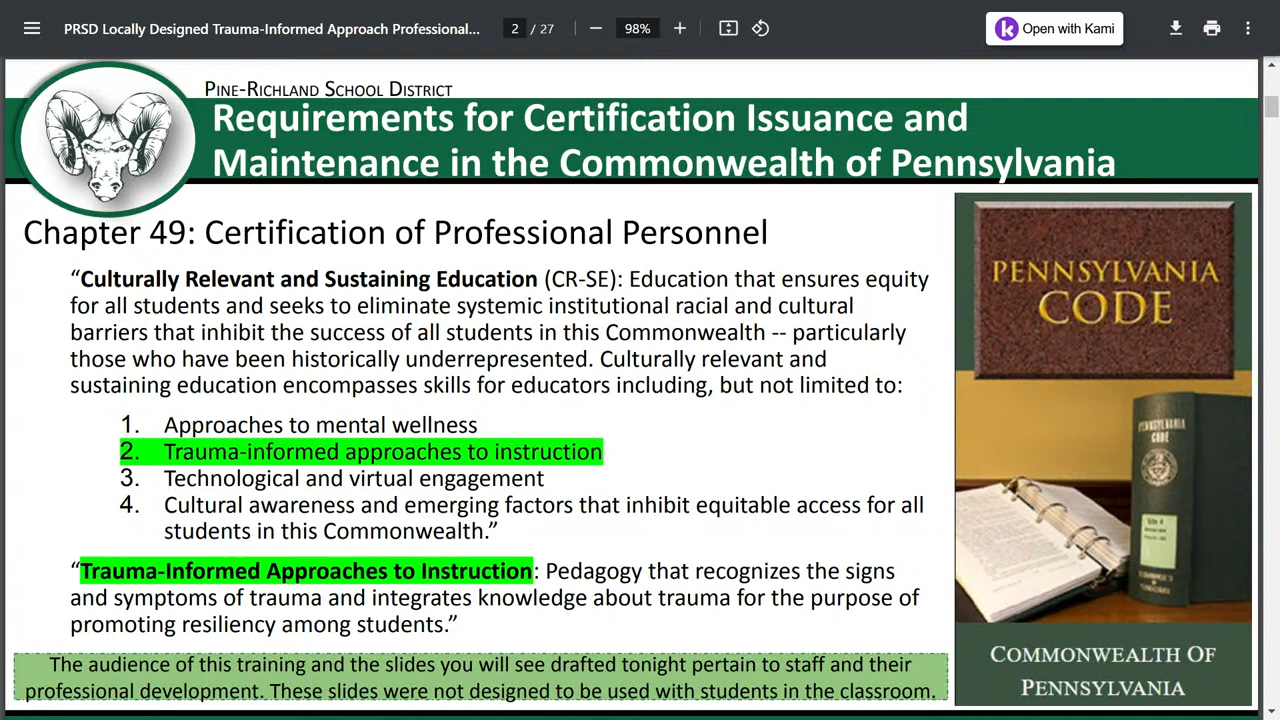 PRSD Locally Designed Trauma-Informed Approach Professional...
2 / 27
98%
Open with Kami
PINE-RICHLAND SCHOOL DISTRICT
Requirements for Certification Issuance and
Maintenance in the Commonwealth of Pennsylvania
Chapter 49: Certification of Professional Personnel
“Culturally Relevant and Sustaining Education (CR-SE): Education that ensures equity
for all students and seeks to eliminate systemic institutional racial and cultural
barriers that inhibit the success of all students in this Commonwealth -- particularly
those who have been historically underrepresented. Culturally relevant and
sustaining education encompasses skills for educators including, but not limited to:
1. Approaches to mental wellness
2. Trauma-informed approaches to instruction
3. Technological and virtual engagement
4. Cultural awareness and emerging factors that inhibit equitable access for all
students in this Commonwealth.”
“Trauma-Informed Approaches to Instruction: Pedagogy that recognizes the signs
and symptoms of trauma and integrates knowledge about trauma for the purpose of
promoting resiliency among students.”
The audience of this training and the slides you will see drafted tonight pertain to staff and their
professional development. These slides were not designed to be used with students in the classroom.
PENNSYLVANIA
CODE
PENNSYLVANIA
CODE
COMMONWEALTH OF
PENNSYLVANIA